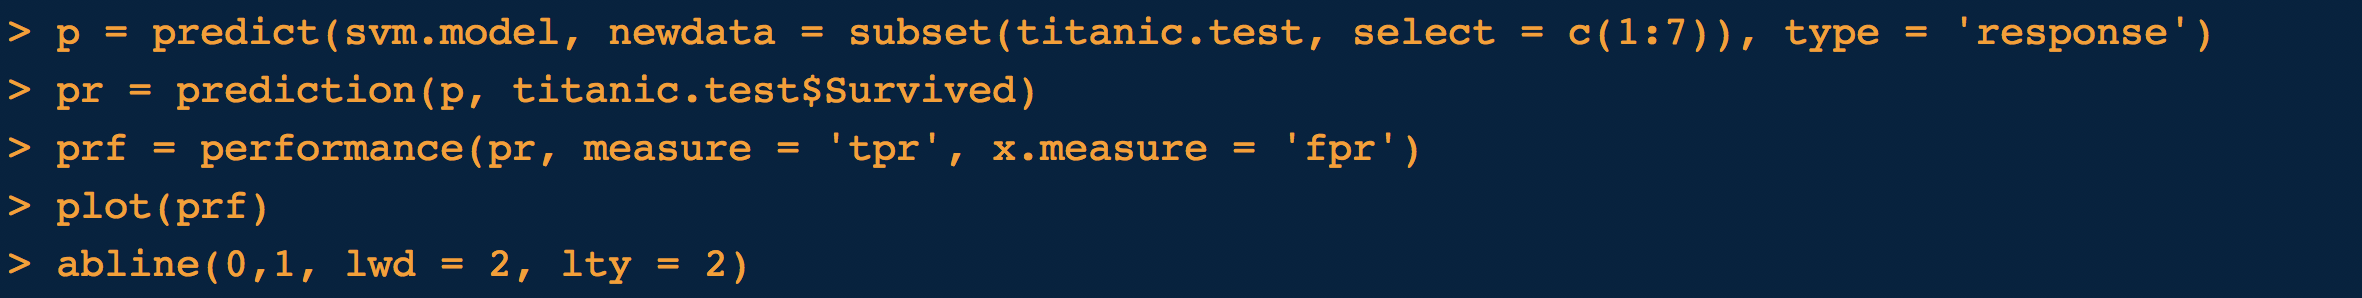 > p = predict(svm.model, newdata = subset(titanic.test, select = c(1:7)), type = 'response')
> pr = prediction(p, titanic.test$Survived)
> prf = performance(pr, measure = 'tpr', x.measure = 'fpr')
> plot(prf)
> abline(0,1, lwd = 2, lty = 2)